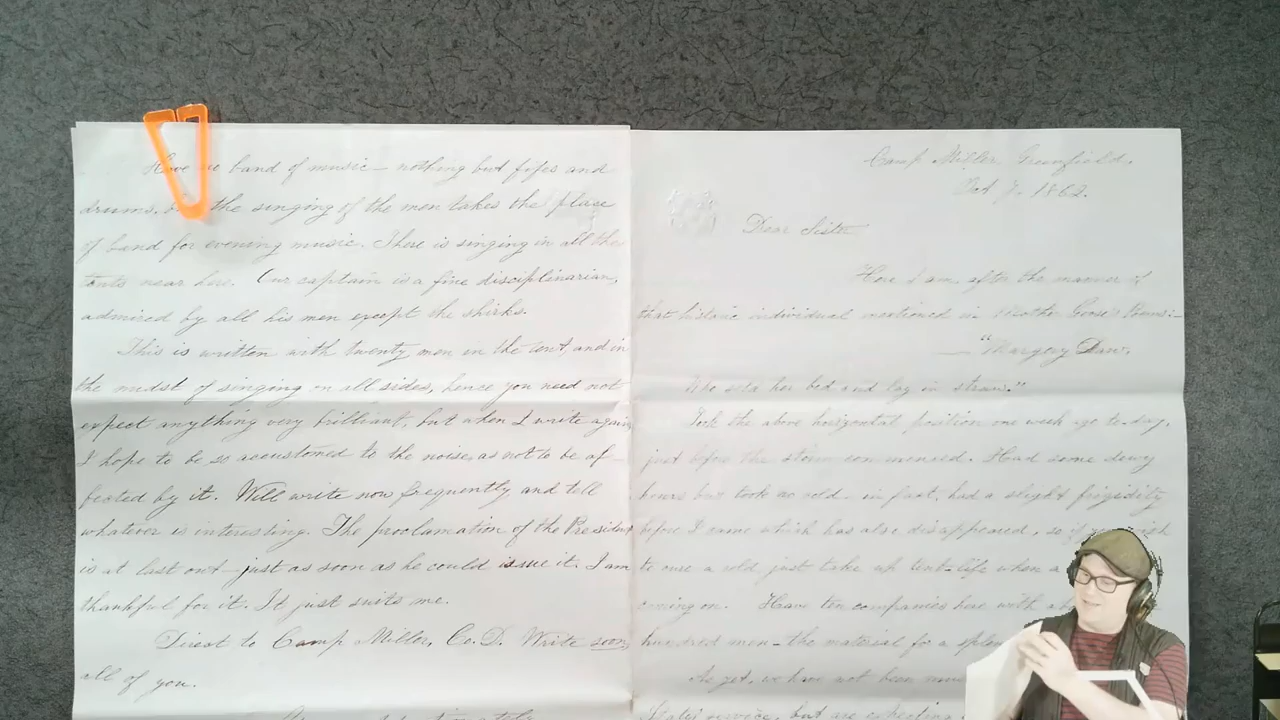 Have no band of music— nothing but fifes and
drums. But the singing of the men takes the place
of band for evening music. There is singing in all the
tents near here. Our captain is a fine disciplinarian,
admired by all his men except the shirks.
This is written with twenty men in the tent, and in
the midst of singing on all sides, hence you need not
expect anything very brilliant, but when I write again
I hope to be so accustomed to the noise, as not to be af-
fected by it. Will write now frequently and tell
whatever is interesting. The proclamation of the President
is at last out— just as soon as he could issue it. I am
thankful for it. It just suits me.
Direct to Camp Miller, Co. D. Write soon,
all of you.
Camp Miller, Greenfield,
1862.
Dear Sister
Here I am, after the manner of
that historic individual mentioned in Mother Goose's Poems:—
— "Margery Daw,
Who sold her bed and lay in straw."
Took the above horizontal position one week ago to-day,
just before the storm commenced. Had some dewy
hours but took no cold— in fact, had a slight frigidity
before I came which has also disappeared, so if you wish
to cure a cold just take up tent-life when a
coming on. Have ten companies here with a
hundred men— the material for a
As yet, we have not been
States service, but are expecting